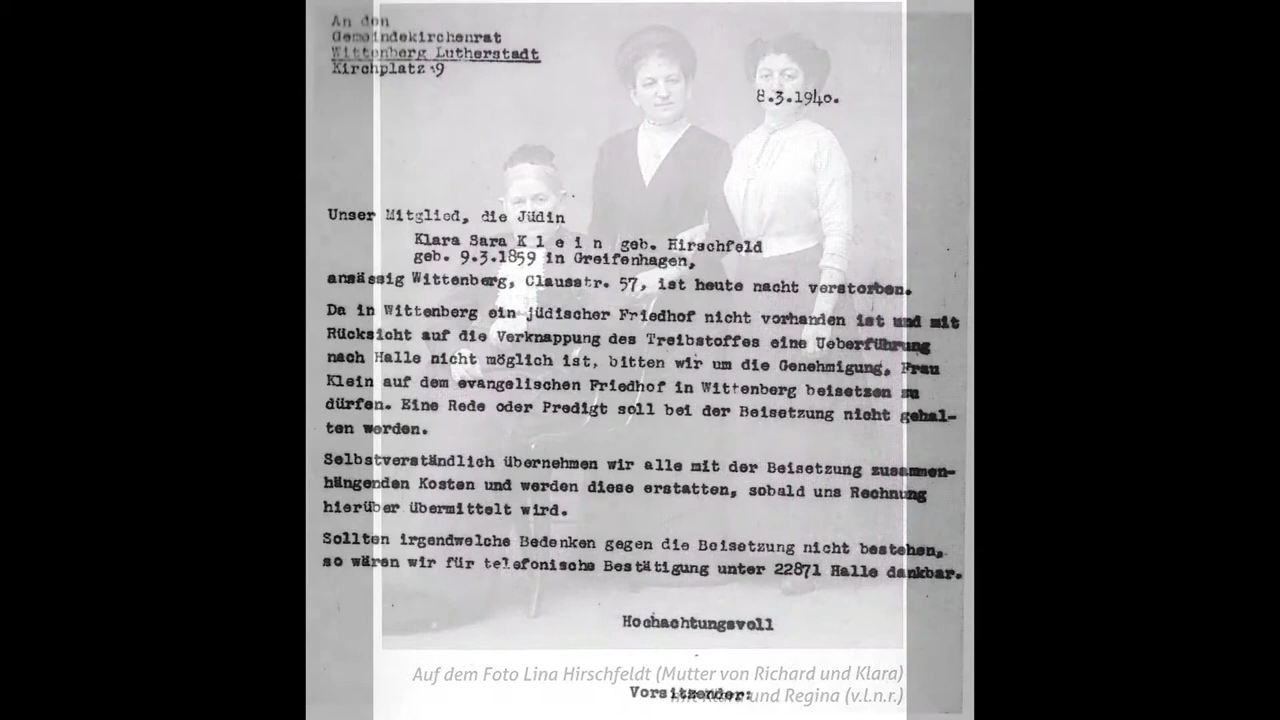 An den
Gemeindekirchenrat
Wittenberg Lutherstadt
Kirchplatz 9
8.3.1940.
Unser Mitglied, die Jüdin
Klara Sara K l e i n geb. Hirschfeld
geb. 9.3.1859 in Greifenhagen,
ansässig Wittenberg, Clausstr. 57, ist heute nacht verstorben.
Da in Wittenberg ein jüdischer Friedhof nicht vorhanden ist und mit
Rücksicht auf die Verknappung des Treibstoffes eine Ueberführung
nach Halle nicht möglich ist, bitten wir um die Genehmigung, Frau
Klein auf dem evangelischen Friedhof in Wittenberg beisetzen zu
dürfen. Eine Rede oder Predigt soll bei der Beisetzung nicht gehal-
ten werden.
Selbstverständlich übernehmen wir alle mit der Beisetzung zusammen-
hängenden Kosten und werden diese erstatten, sobald uns Rechnung
hierüber übermittelt wird.
Sollten irgendwelche Bedenken gegen die Beisetzung nicht bestehen,
so wären wir für telefonische Bestätigung unter 22871 Halle dankbar.
Hochachtungsvoll
Auf dem Foto Lina Hirschfeldt (Mutter von Richard und Klara)
Vorsitzender:
mit Klara und Regina (v.l.n.r.)